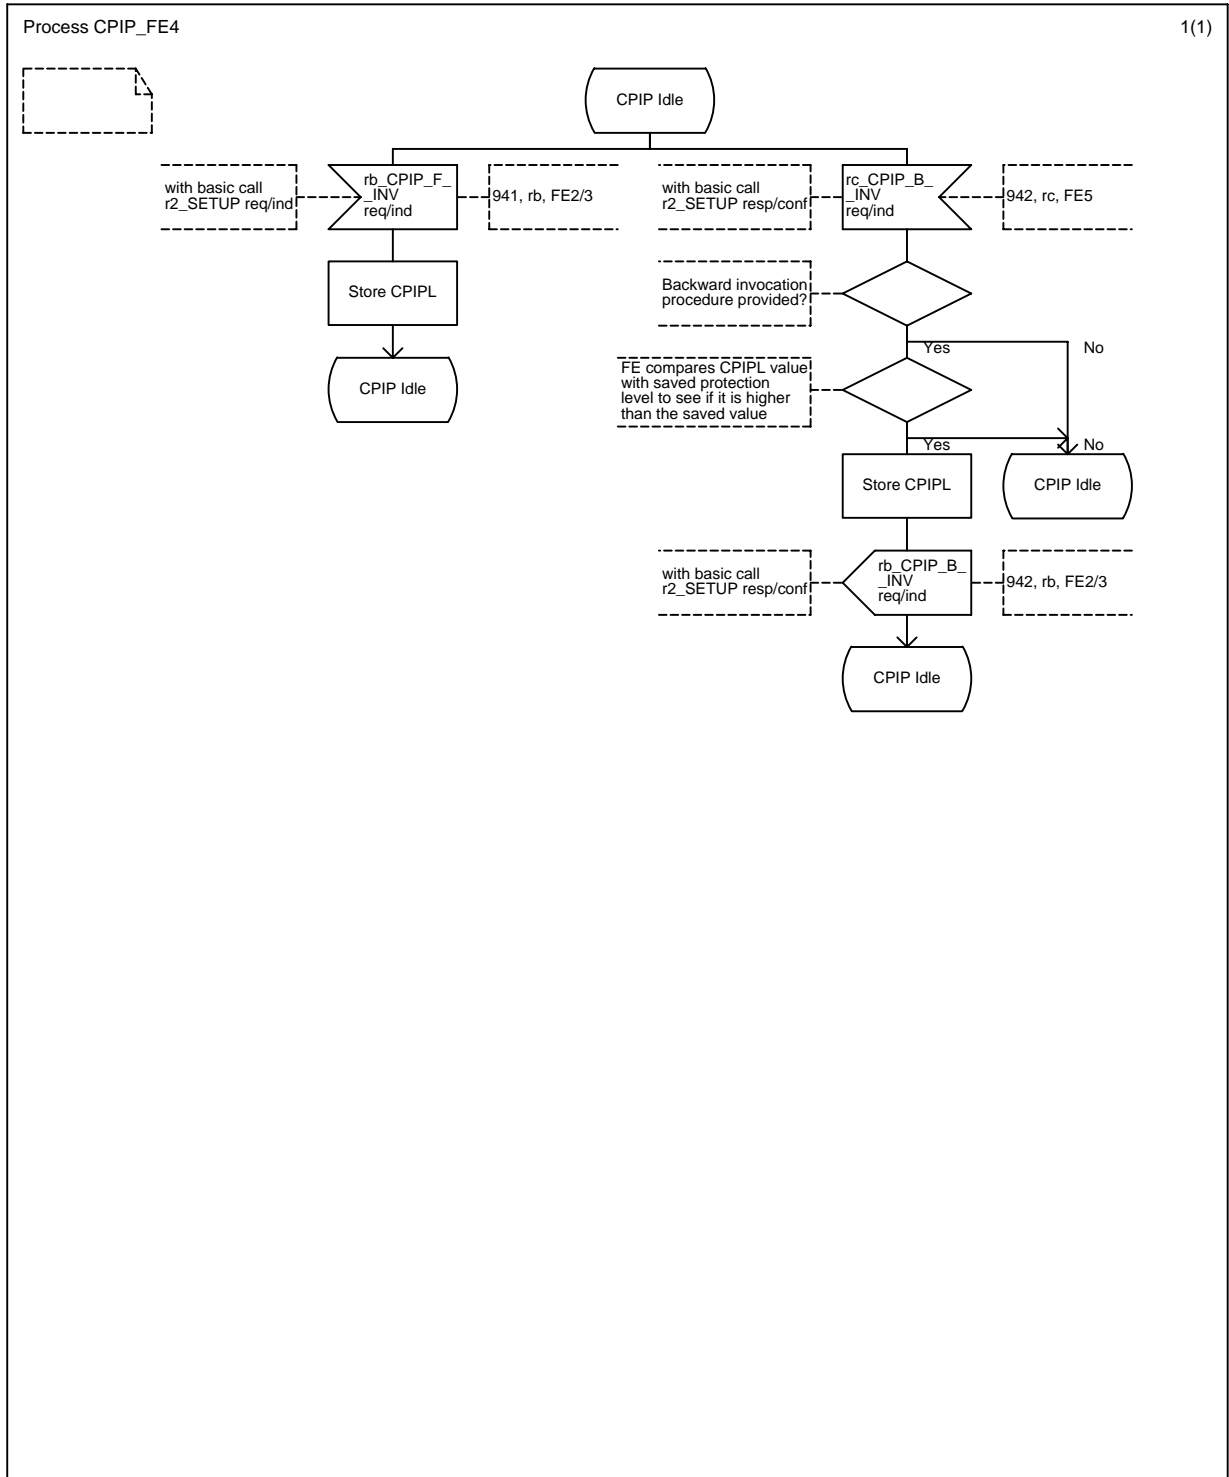 Process CPIP_FE4
1(1)
CPIP Idle
with basic call
r2_SETUP req/ind
rb_CPIP_F_
_INV
req/ind
941, rb, FE2/3
with basic call
r2_SETUP resp/conf
rc_CPIP_B_
_INV
req/ind
942, rc, FE5
Store CPIPL
Backward invocation
procedure provided?
Yes
No
CPIP Idle
FE compares CPIPL value
with saved protection
level to see if it is higher
than the saved value
Yes
No
Store CPIPL
CPIP Idle
with basic call
r2_SETUP resp/conf
rb_CPIP_B_
_INV
req/ind
942, rb, FE2/3
CPIP Idle